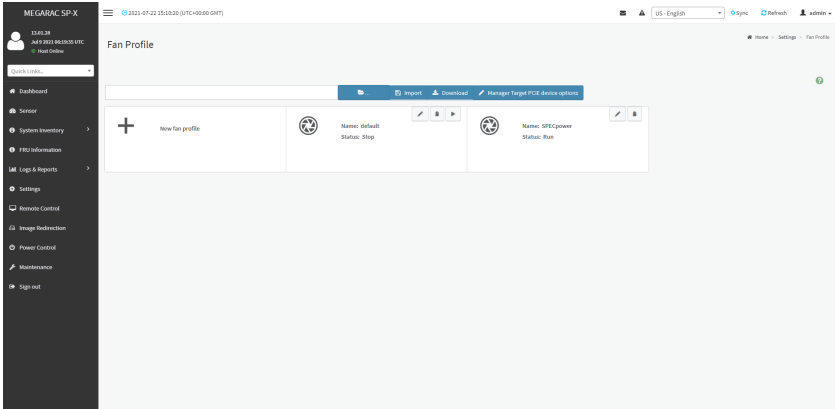 MEGARAC SP-X
2021-07-22 15:10:20 (UTC+00:00 GMT)
US - English
Sync
Refresh
admin
13.01.28
Jul 9 2021 06:19:35 UTC
Host Online
Quick Links...
Dashboard
Sensor
System Inventory
FRU Information
Logs & Reports
Settings
Remote Control
Image Redirection
Power Control
Maintenance
Sign out
Fan Profile
Home > Settings > Fan Profile
Import
Download
Manager Target PCIE device options
New fan profile
Name: default
Status: Stop
Name: SPECpower
Status: Run